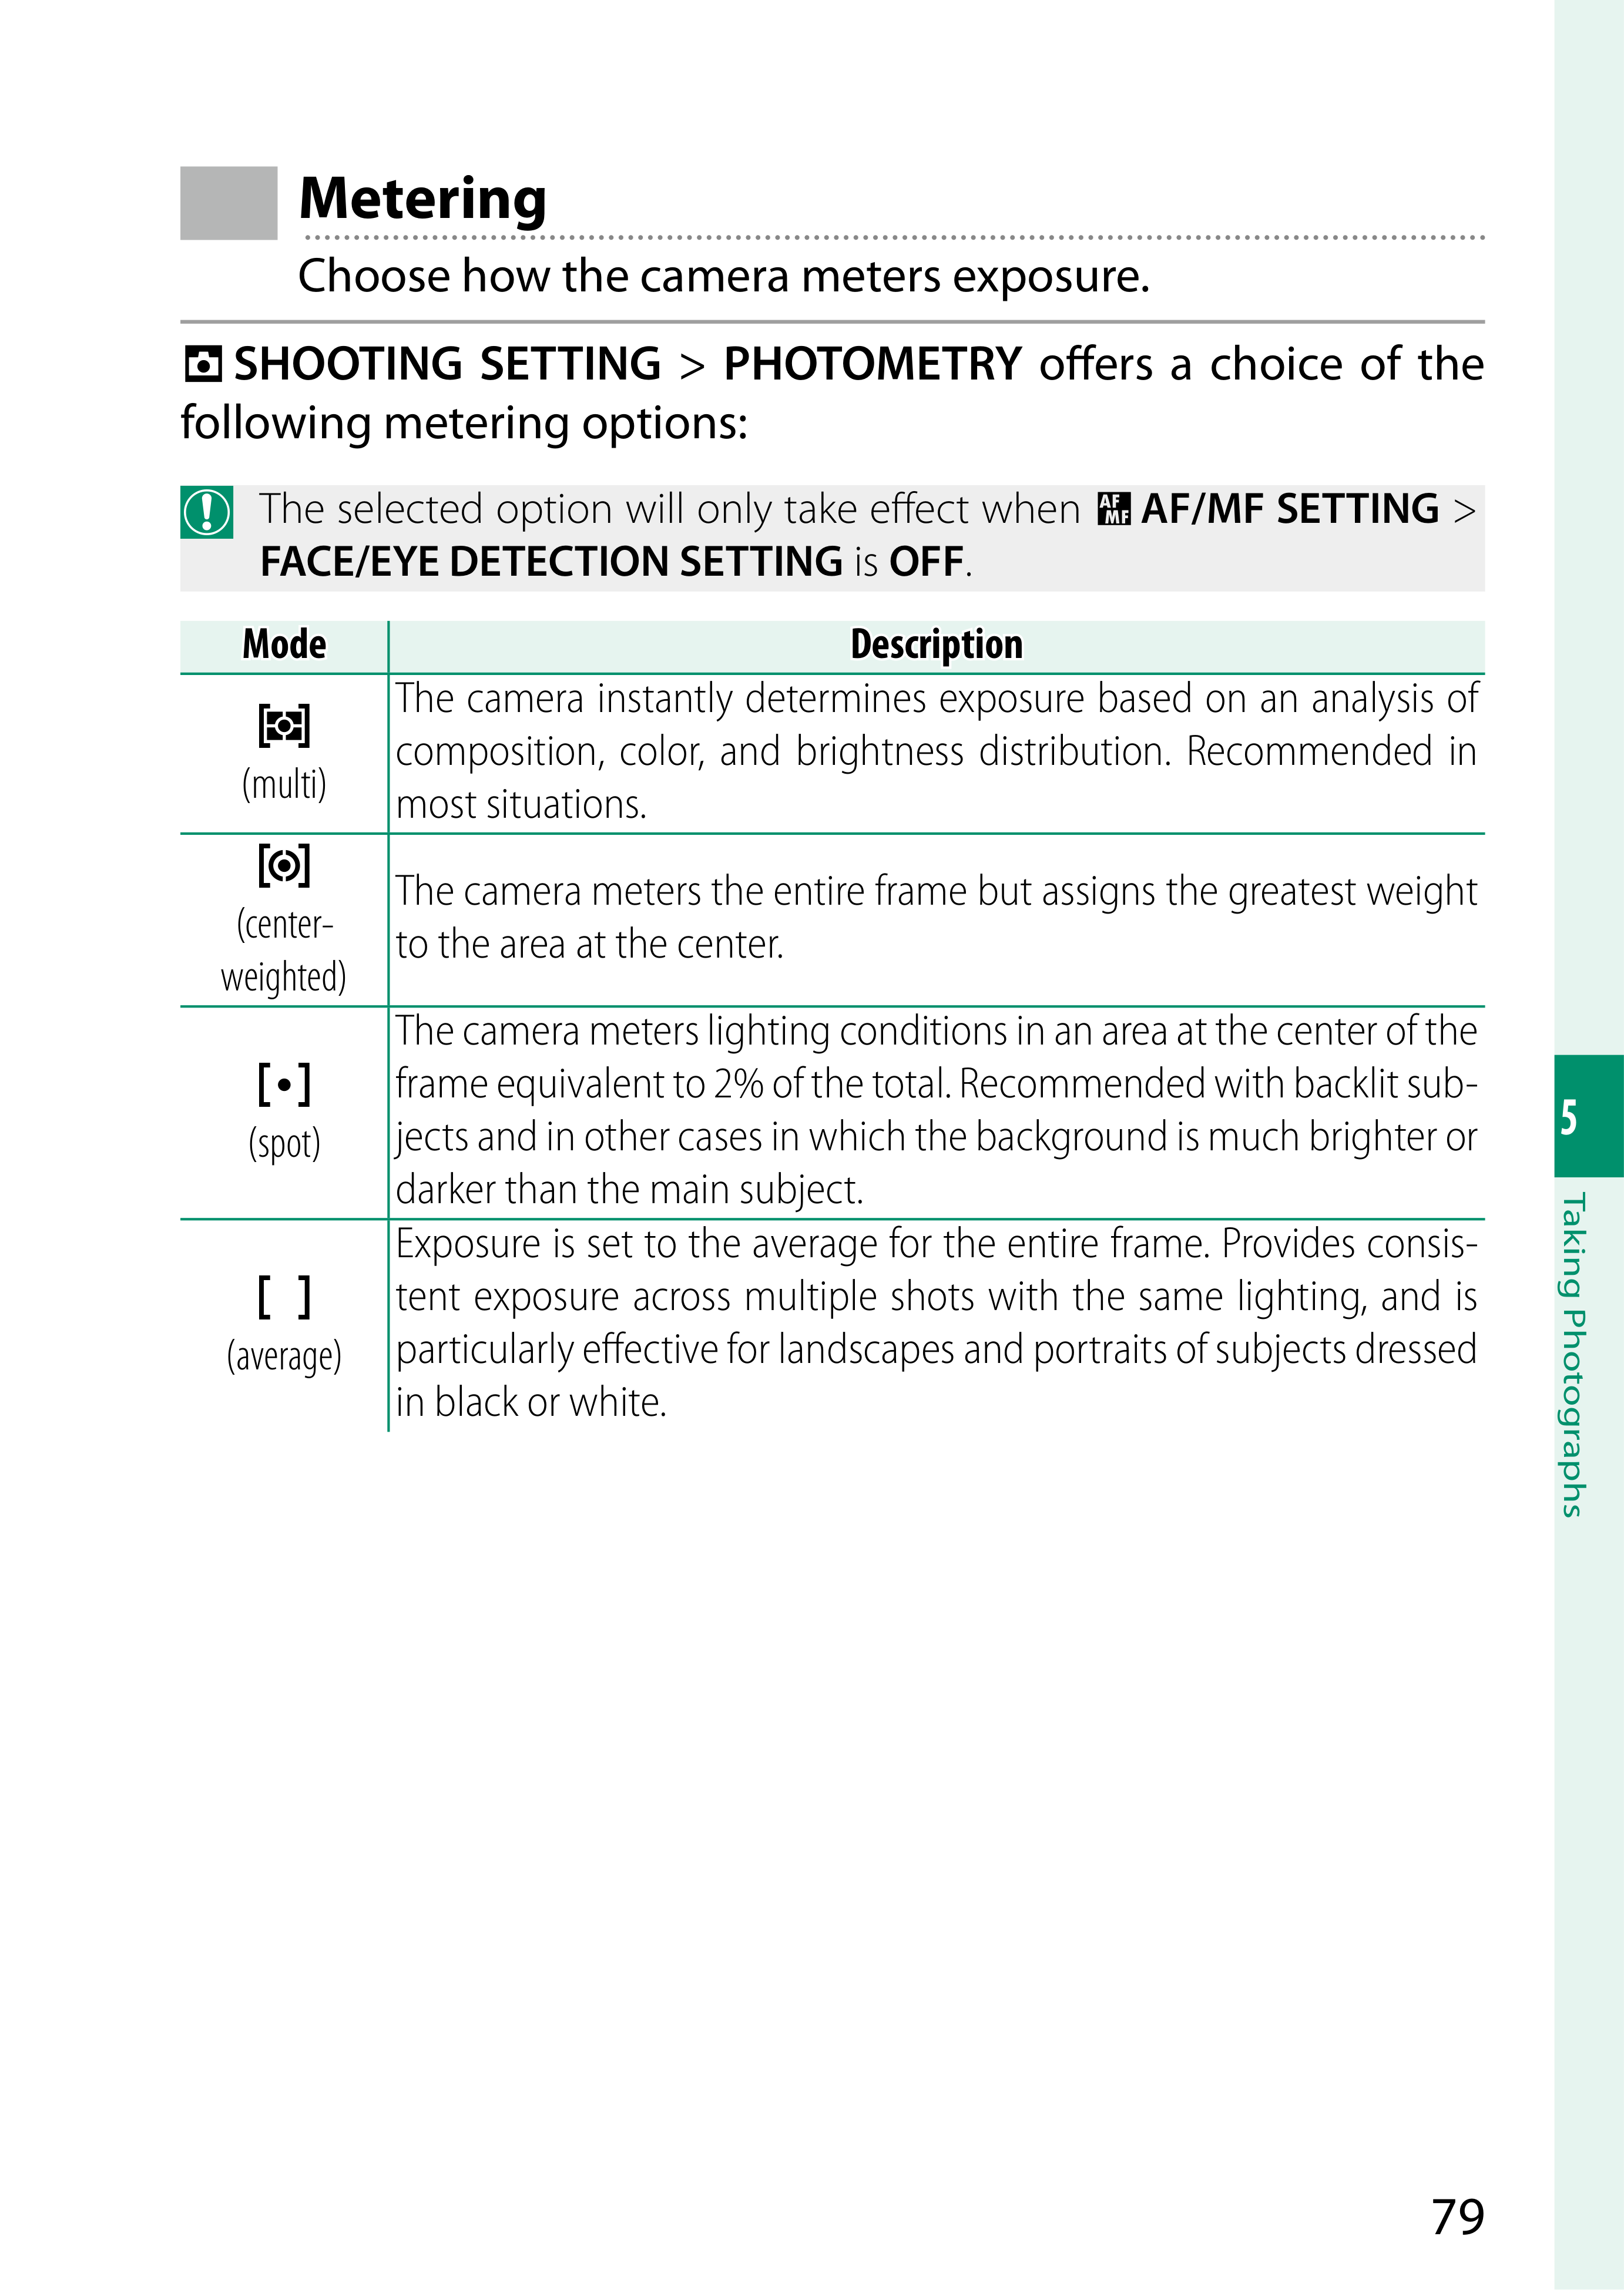 Metering
Choose how the camera meters exposure.
SHOOTING SETTING > PHOTOMETRY offers a choice of the
following metering options:
The selected option will only take effect when AF MF AF/MF SETTING >
FACE/EYE DETECTION SETTING is OFF.
Mode Description
(multi)
The camera instantly determines exposure based on an analysis of
composition, color, and brightness distribution. Recommended in
most situations.
(center-
weighted)
The camera meters the entire frame but assigns the greatest weight
to the area at the center.
(spot)
The camera meters lighting conditions in an area at the center of the
frame equivalent to 2% of the total. Recommended with backlit sub-
jects and in other cases in which the background is much brighter or
darker than the main subject.
(average)
Exposure is set to the average for the entire frame. Provides consis-
tent exposure across multiple shots with the same lighting, and is
particularly effective for landscapes and portraits of subjects dressed
in black or white.
5
Taking Photographs
79